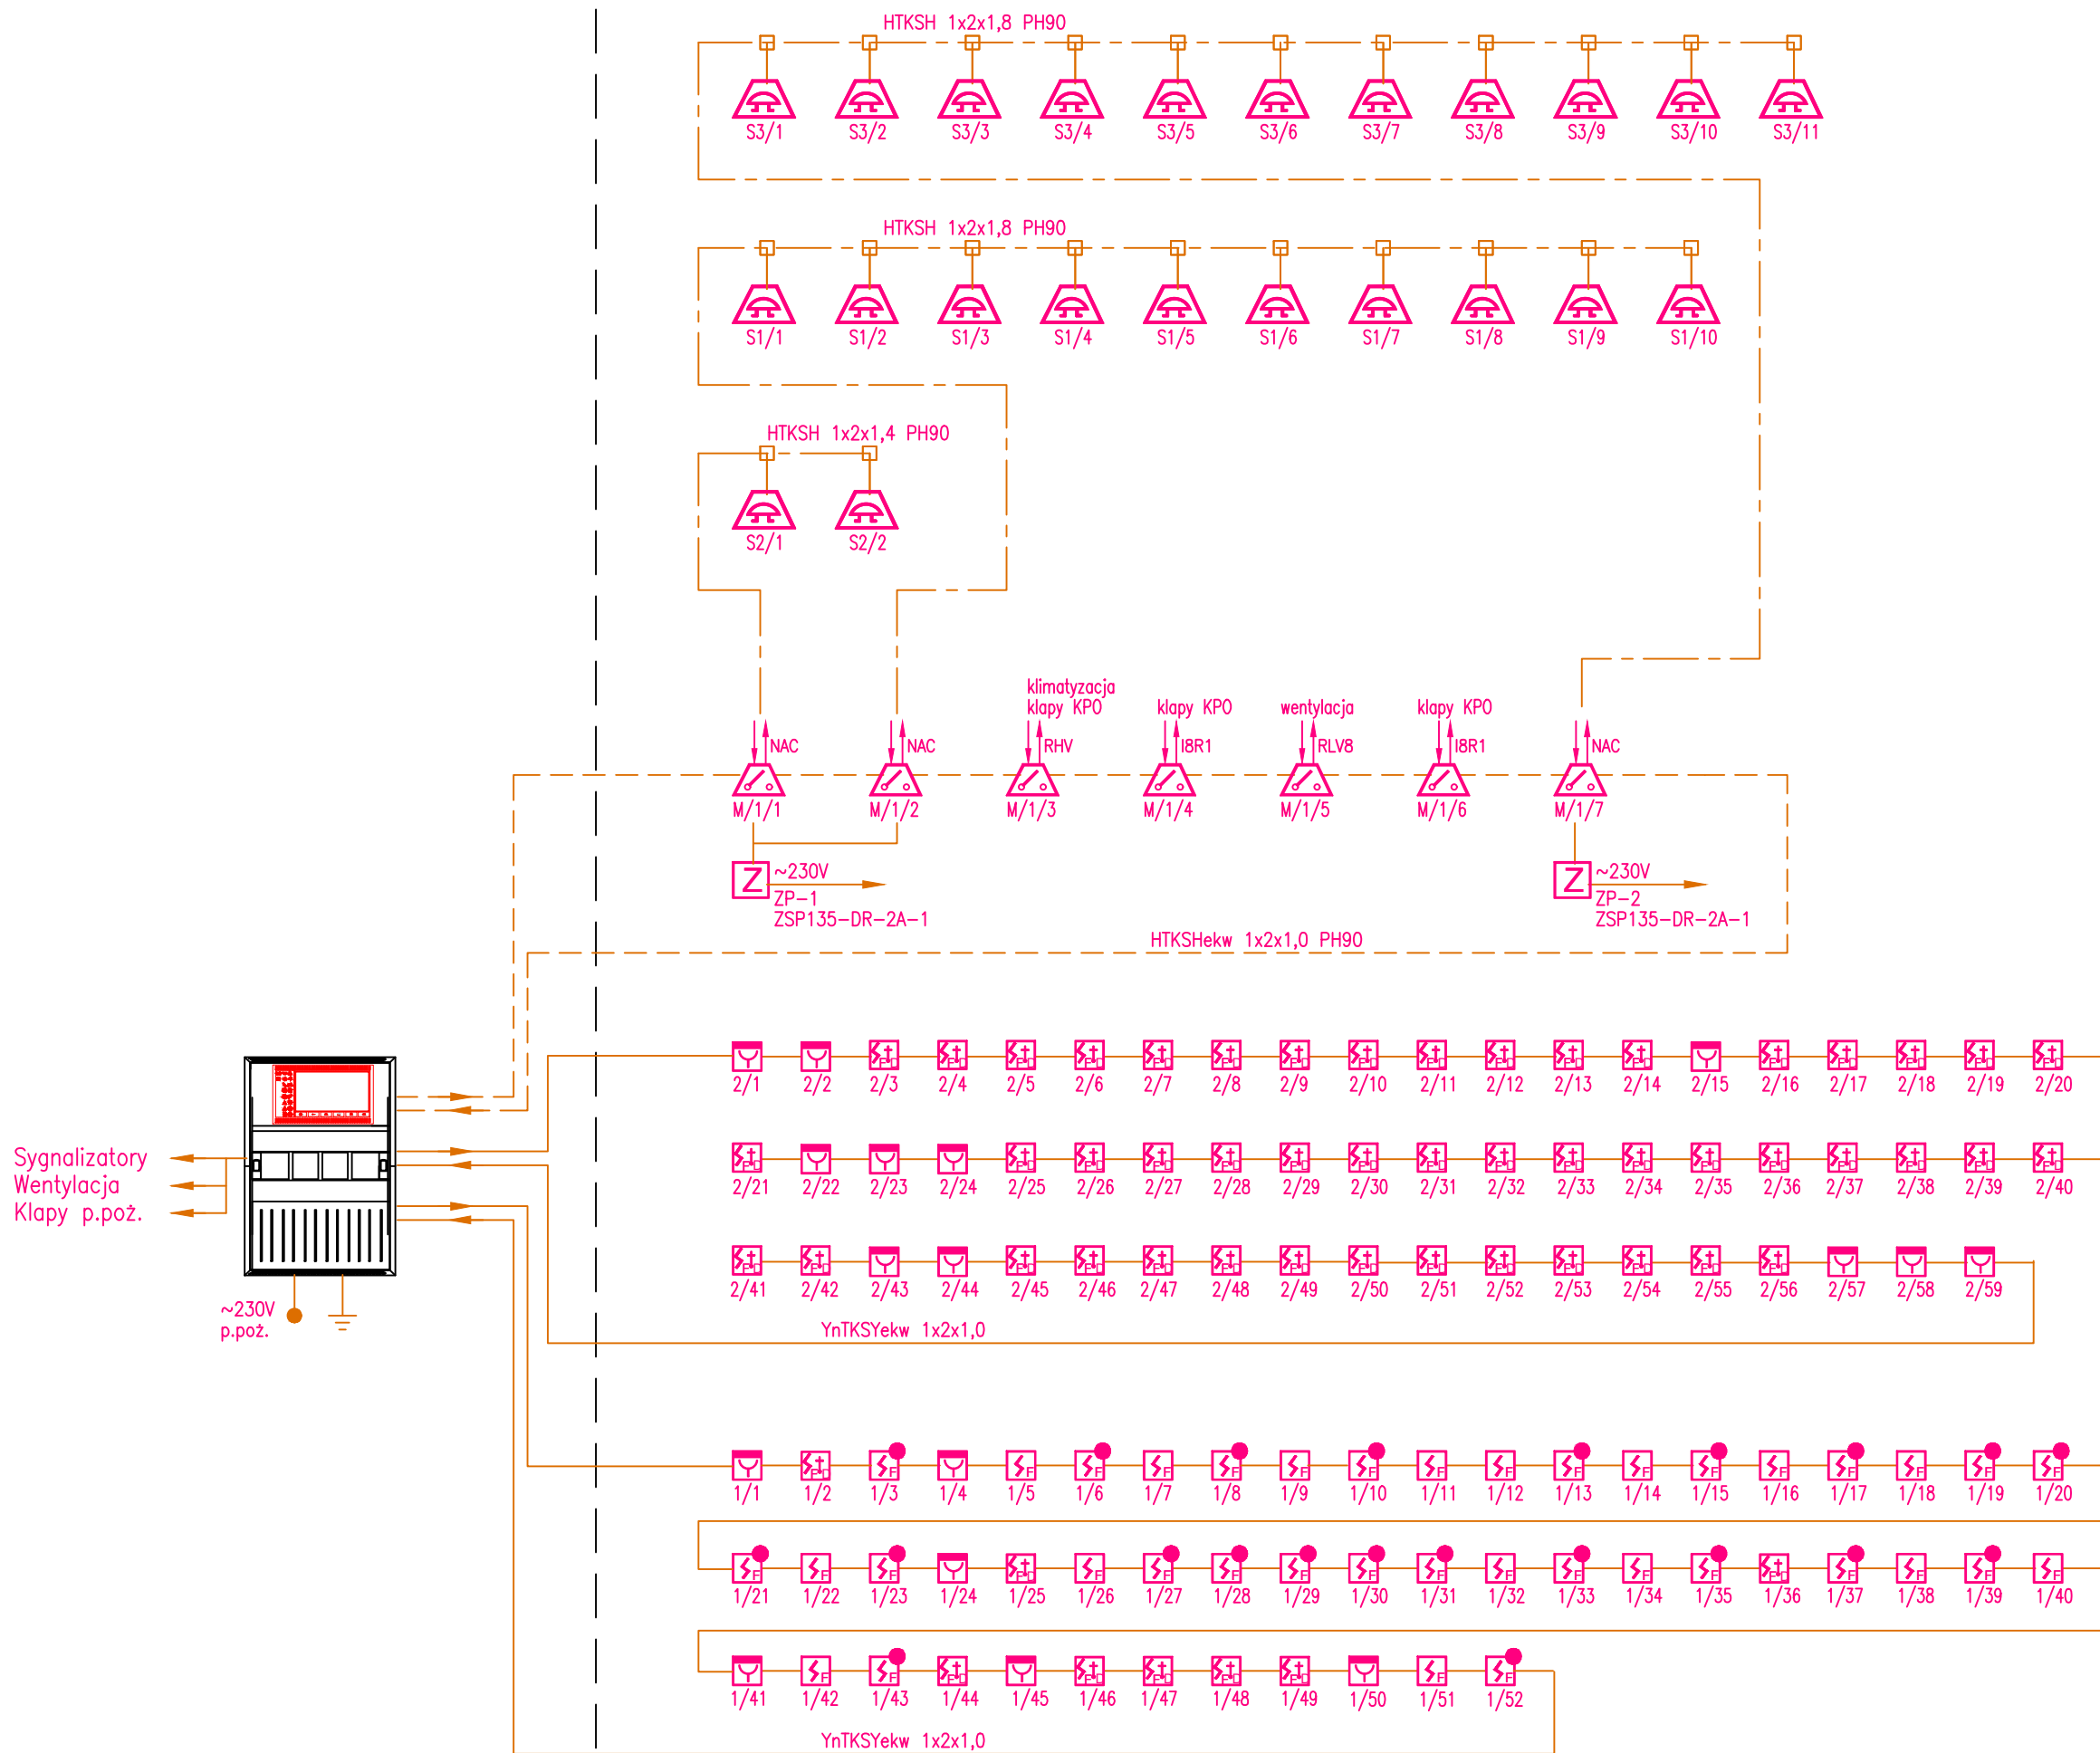 HTKSH 1x2x1,8 PH90
S3/1 S3/2 S3/3 S3/4 S3/5 S3/6 S3/7 S3/8 S3/9 S3/10 S3/11
HTKSH 1x2x1,8 PH90
S1/1 S1/2 S1/3 S1/4 S1/5 S1/6 S1/7 S1/8 S1/9 S1/10
HTKSH 1x2x1,4 PH90
S2/1 S2/2
klimatyzacja
klapy KPO klapy KPO wentylacja klapy KPO
NAC NAC RHV I8R1 RLV8 I8R1 NAC
M/1/1 M/1/2 M/1/3 M/1/4 M/1/5 M/1/6 M/1/7
Z ~230V
ZP-1
ZSP135-DR-2A-1
Z ~230V
ZP-2
ZSP135-DR-2A-1
HTKSHekw 1x2x1,0 PH90
2/1 2/2 2/3 2/4 2/5 2/6 2/7 2/8 2/9 2/10 2/11 2/12 2/13 2/14 2/15 2/16 2/17 2/18 2/19 2/20
Sygnalizatory
Wentylacja
Klapy p.poż.
2/21 2/22 2/23 2/24 2/25 2/26 2/27 2/28 2/29 2/30 2/31 2/32 2/33 2/34 2/35 2/36 2/37 2/38 2/39 2/40
2/41 2/42 2/43 2/44 2/45 2/46 2/47 2/48 2/49 2/50 2/51 2/52 2/53 2/54 2/55 2/56 2/57 2/58 2/59
~230V
p.poż.
YnTKSYekw 1x2x1,0
1/1 1/2 1/3 1/4 1/5 1/6 1/7 1/8 1/9 1/10 1/11 1/12 1/13 1/14 1/15 1/16 1/17 1/18 1/19 1/20
1/21 1/22 1/23 1/24 1/25 1/26 1/27 1/28 1/29 1/30 1/31 1/32 1/33 1/34 1/35 1/36 1/37 1/38 1/39 1/40
1/41 1/42 1/43 1/44 1/45 1/46 1/47 1/48 1/49 1/50 1/51 1/52
YnTKSYekw 1x2x1,0